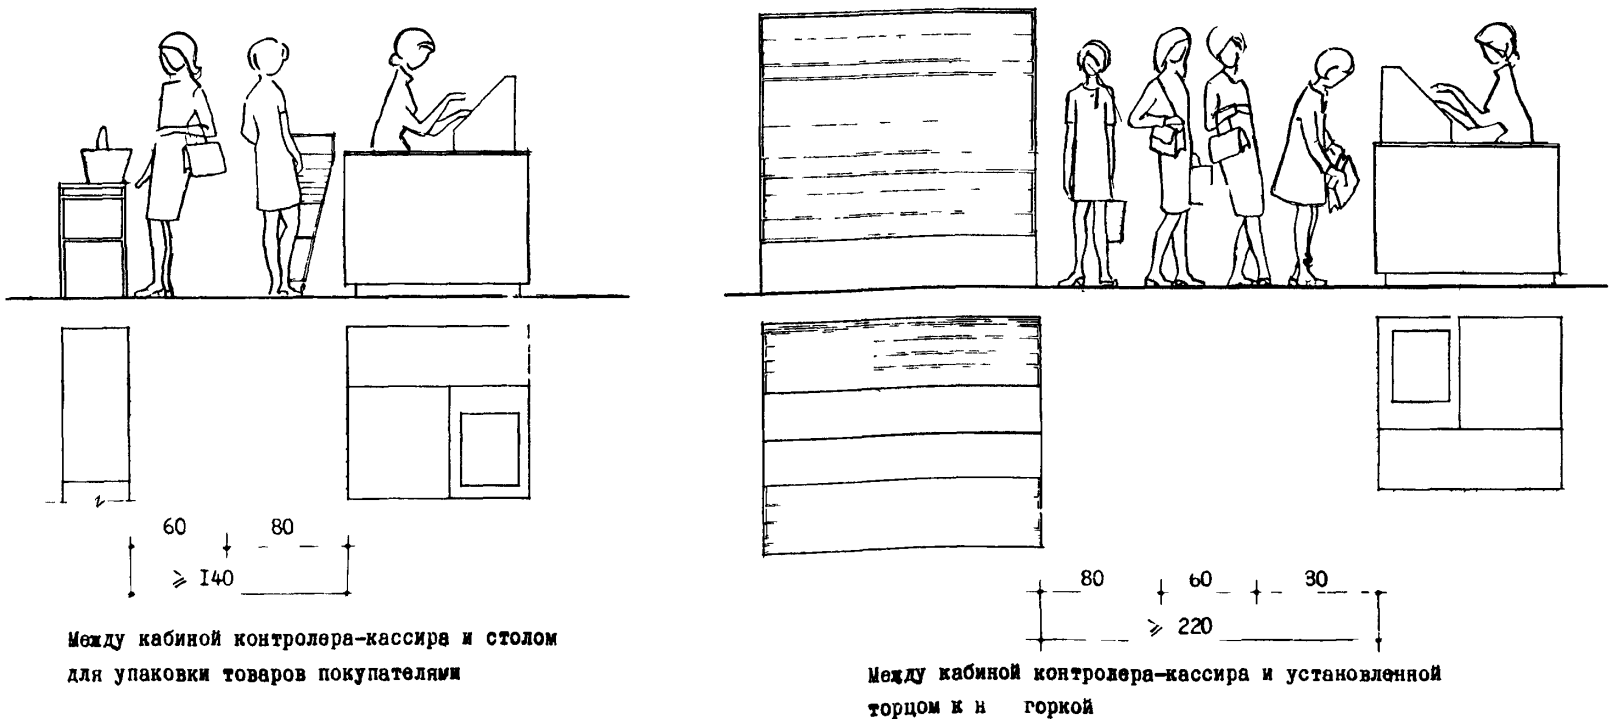 60 80
≥ I40
Между кабиной контролера-кассира и столом
для упаковки товаров покупателями
80 60 30
≥ 220
Между кабиной контролера-кассира и установленной
торцом к н горкой